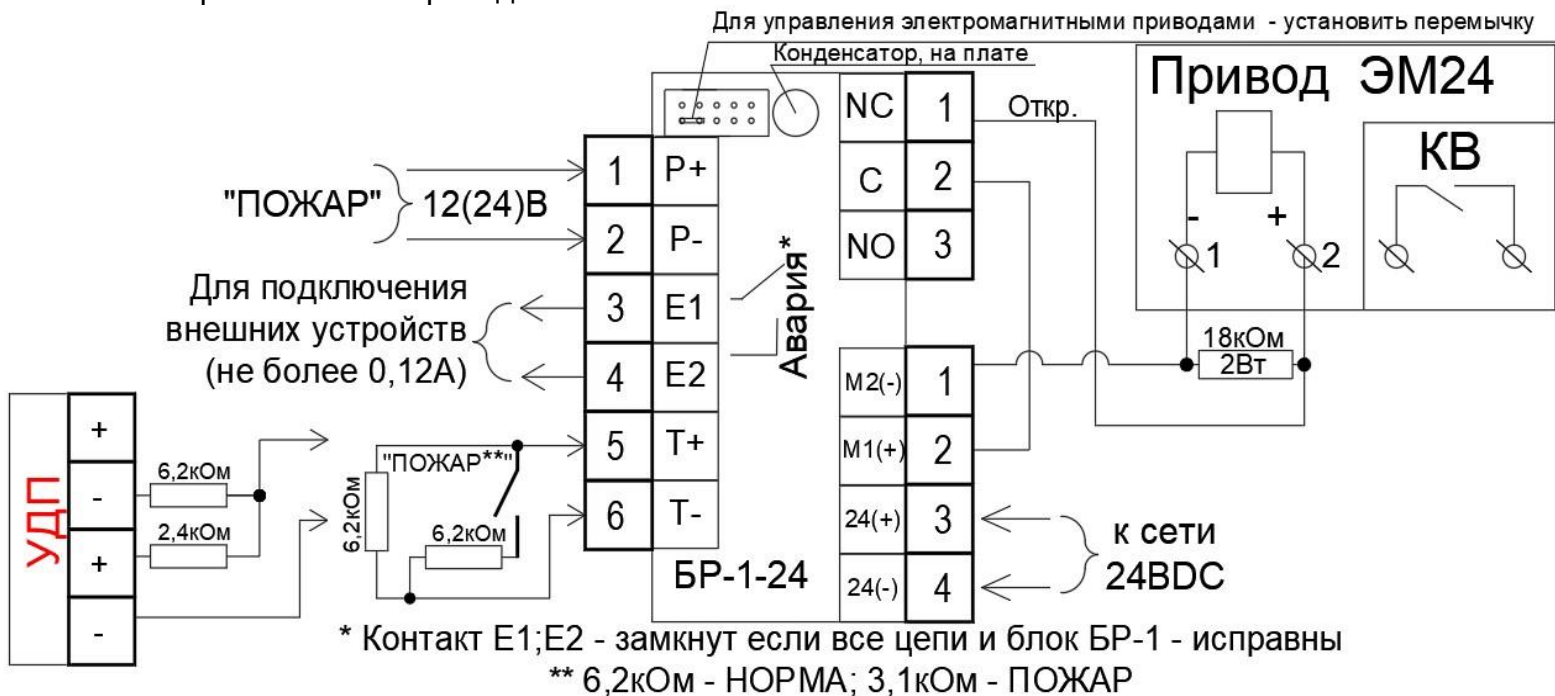 Для управления электромагнитными приводами - установить перемычку
Конденсатор, на плате
Привод ЭМ24
КВ
NC 1 Откр.
C 2
NO 3
- +
1 2
18кОм
2Вт
"ПОЖАР" 12(24)В
1 P+
2 P-
Для подключения
внешних устройств
(не более 0,12А)
3 E1
4 E2
Авария*
5 T+
6 T-
БР-1-24
M2(-) 1
M1(+) 2
24(+) 3
24(-) 4
к сети
24BDC
УДП
+
-
+
-
6,2кОм
2,4кОм
"ПОЖАР**"
6,2кОм
6,2кОм
* Контакт Е1;Е2 - замкнут если все цепи и блок БР-1 - исправны
** 6,2кОм - НОРМА; 3,1кОм - ПОЖАР